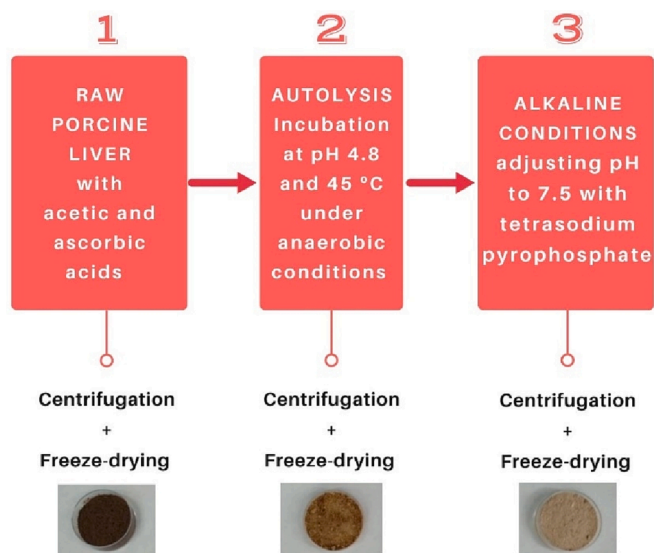 1
RAW
PORCINE
LIVER
with
acetic and
ascorbic
acids
2
AUTOLYSIS
Incubation
at pH 4.8
and 45 ºC
under
anaerobic
conditions
3
ALKALINE
CONDITIONS
adjusting pH
to 7.5 with
tetrasodium
pyrophosphate
Centrifugation
+
Freeze-drying
Centrifugation
+
Freeze-drying
Centrifugation
+
Freeze-drying